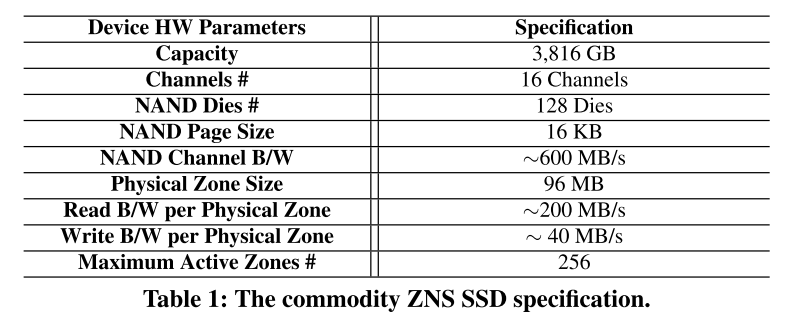 Device HW Parameters Specification
Capacity 3,816 GB
Channels # 16 Channels
NAND Dies # 128 Dies
NAND Page Size 16 KB
NAND Channel B/W ∼600 MB/s
Physical Zone Size 96 MB
Read B/W per Physical Zone ∼200 MB/s
Write B/W per Physical Zone ∼ 40 MB/s
Maximum Active Zones # 256
Table 1: The commodity ZNS SSD specification.